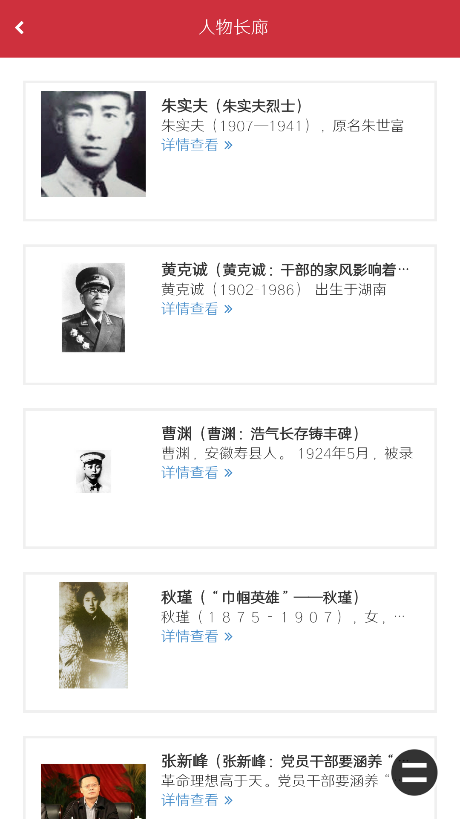 人物长廊
朱实夫（朱实夫烈士）
朱实夫（1907—1941），原名朱世富
详情查看 »
黄克诚（黄克诚：干部的家风影响着…
黄克诚（1902-1986） 出生于湖南
详情查看 »
曹渊（曹渊：浩气长存铸丰碑）
曹渊，安徽寿县人。 1924年5月，被录
详情查看 »
秋瑾（“巾帼英雄”——秋瑾）
秋瑾（１８７５－１９０７），女，…
详情查看 »
张新峰（张新峰：党员干部要涵养“…
革命理想高于天。党员干部要涵养“
详情查看 »